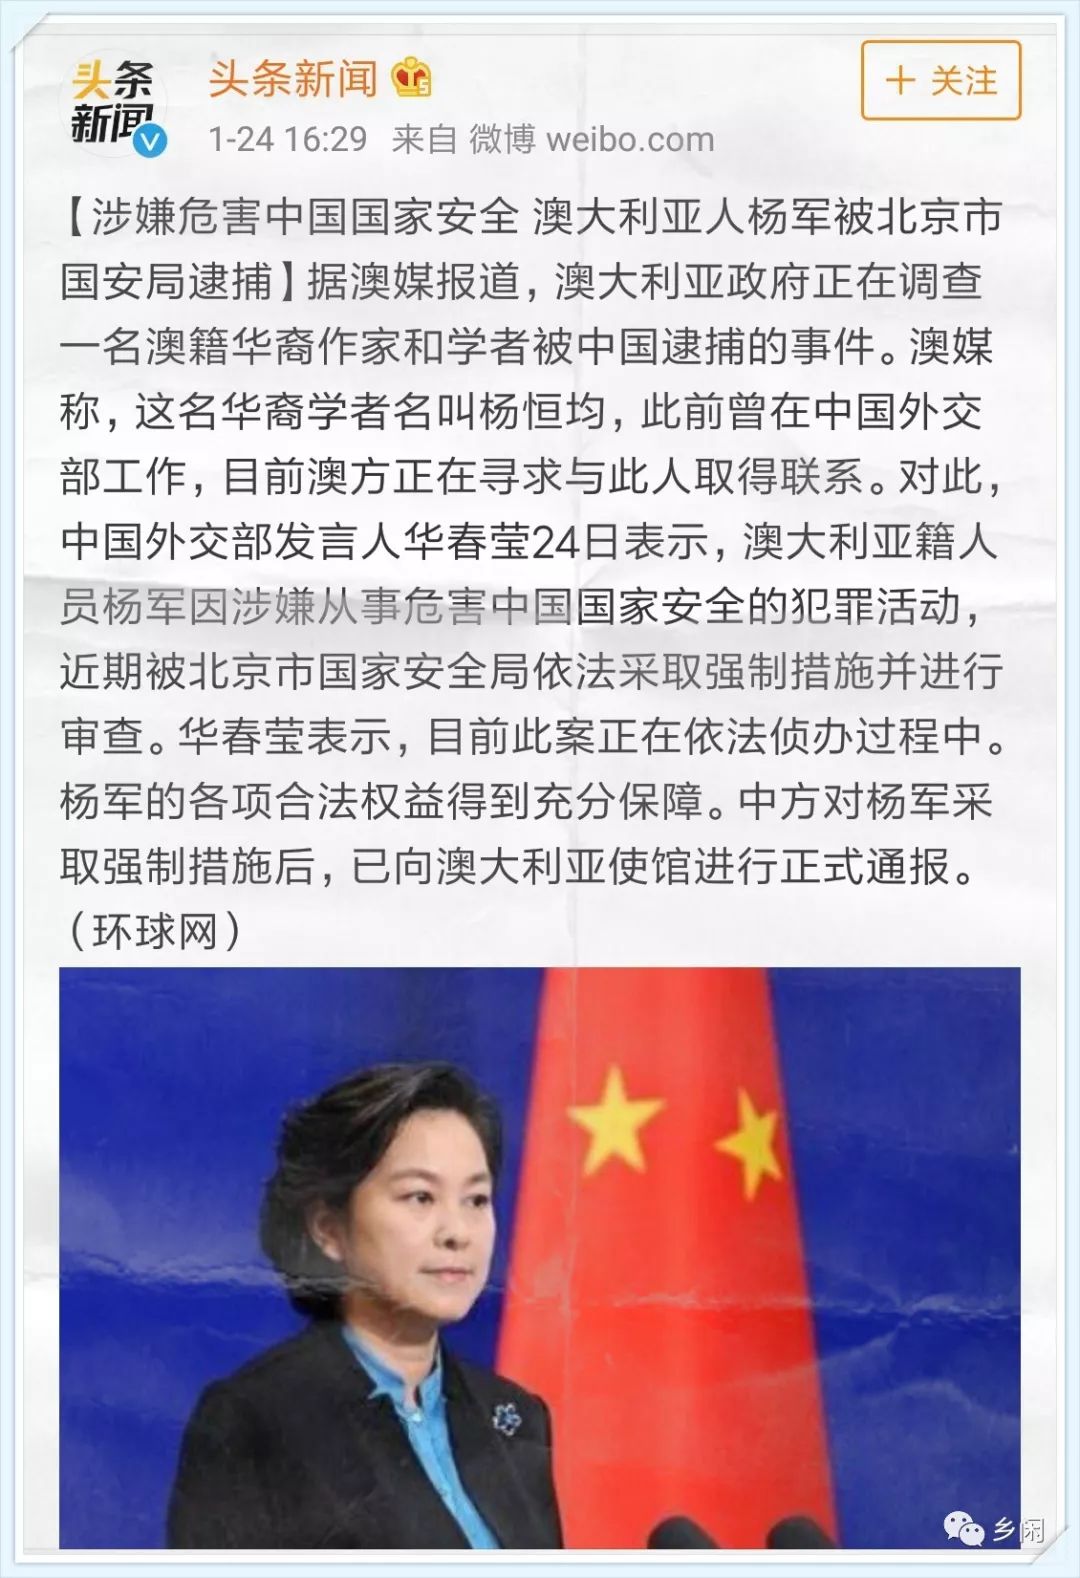 头条
新闻
头条新闻
+ 关注
1-24 16:29 来自 微博 weibo.com
【涉嫌危害中国国家安全 澳大利亚人杨军被北京市
国安局逮捕】据澳媒报道，澳大利亚政府正在调查
一名澳籍华裔作家和学者被中国逮捕的事件。澳媒
称，这名华裔学者名叫杨恒均，此前曾在中国外交
部工作，目前澳方正在寻求与此人取得联系。对此，
中国外交部发言人华春莹24日表示，澳大利亚籍人
员杨军因涉嫌从事危害中国国家安全的犯罪活动，
近期被北京市国家安全局依法采取强制措施并进行
审查。华春莹表示，目前此案正在依法侦办过程中。
杨军的各项合法权益得到充分保障。中方对杨军采
取强制措施后，已向澳大利亚使馆进行正式通报。
（环球网）
乡闲